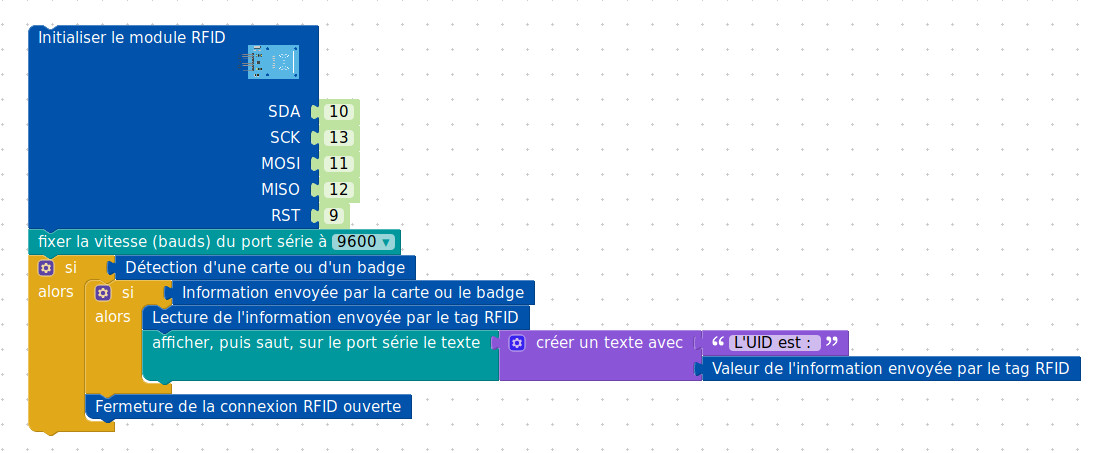 Initialiser le module RFID
SDA 10
SCK 13
MOSI 11
MISO 12
RST 9
fixer la vitesse (bauds) du port série à 9600
si Détection d'une carte ou d'un badge
alors si Information envoyée par la carte ou le badge
alors Lecture de l'information envoyée par le tag RFID
afficher, puis saut, sur le port série le texte créer un texte avec “ L'UID est : ”
Valeur de l'information envoyée par le tag RFID
Fermeture de la connexion RFID ouverte